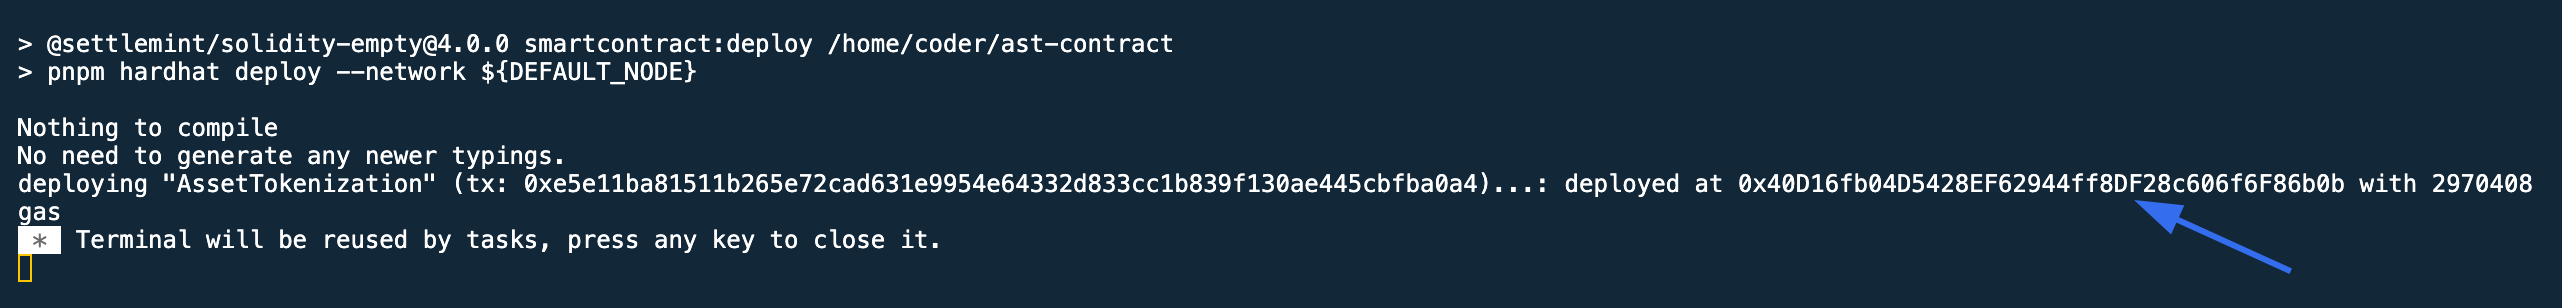 > @settlemint/solidity-empty@4.0.0 smartcontract:deploy /home/coder/ast-contract
> pnpm hardhat deploy --network ${DEFAULT_NODE}
Nothing to compile
No need to generate any newer typings.
deploying "AssetTokenization" (tx: 0xe5e11ba81511b265e72cad631e9954e64332d833cc1b839f130ae445cbfba0a4)...: deployed at 0x40D16fb04D5428EF62944ff8DF28c606f6F86b0b with 2970408
gas
* Terminal will be reused by tasks, press any key to close it.